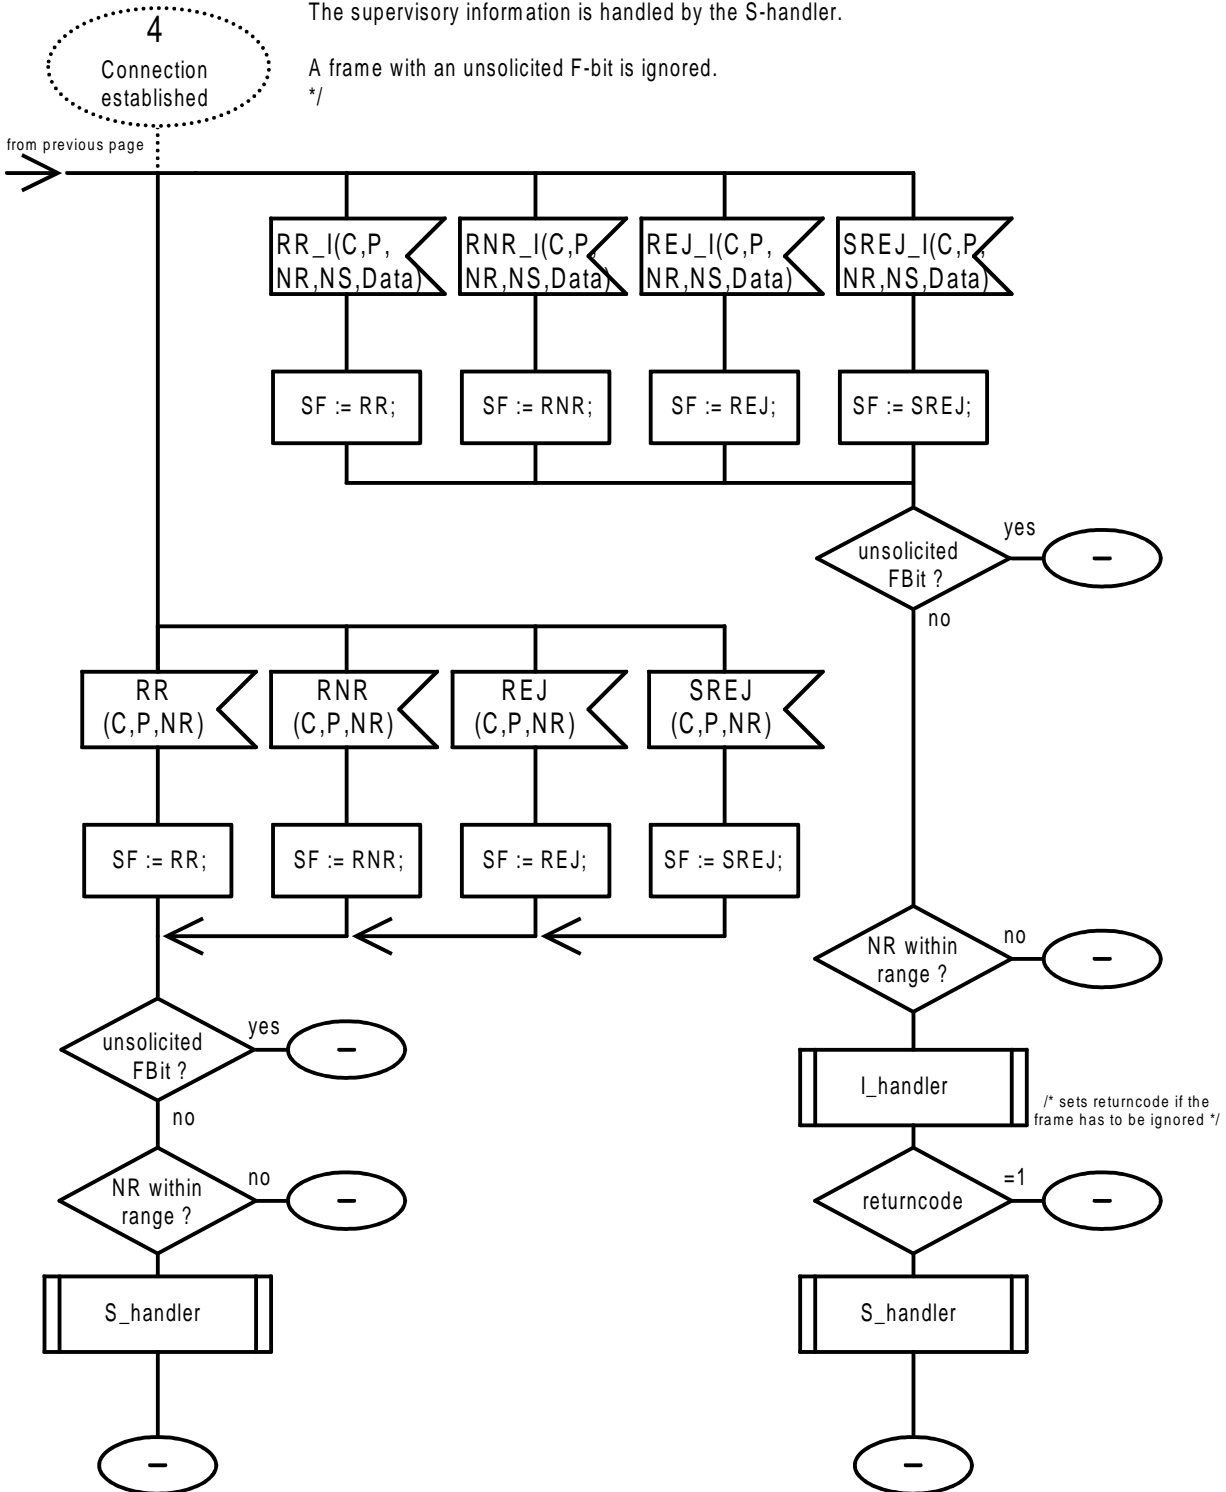 The supervisory information is handled by the S-handler.
4
Connection
established
A frame with an unsolicited F-bit is ignored.
*/
from previous page
RR_I(C,P,
NR,NS,Data)
RNR_I(C,P,
NR,NS,Data)
REJ_I(C,P,
NR,NS,Data)
SREJ_I(C,P,
NR,NS,Data)
SF := RR;
SF := RNR;
SF := REJ;
SF := SREJ;
unsolicited
FBit ?
yes
–
no
RR
(C,P,NR)
RNR
(C,P,NR)
REJ
(C,P,NR)
SREJ
(C,P,NR)
SF := RR;
SF := RNR;
SF := REJ;
SF := SREJ;
NR within
range ?
no
–
unsolicited
FBit ?
yes
–
no
I_handler
/* sets returncode if the
frame has to be ignored */
NR within
range ?
no
–
returncode
=1
–
S_handler
S_handler
–
–